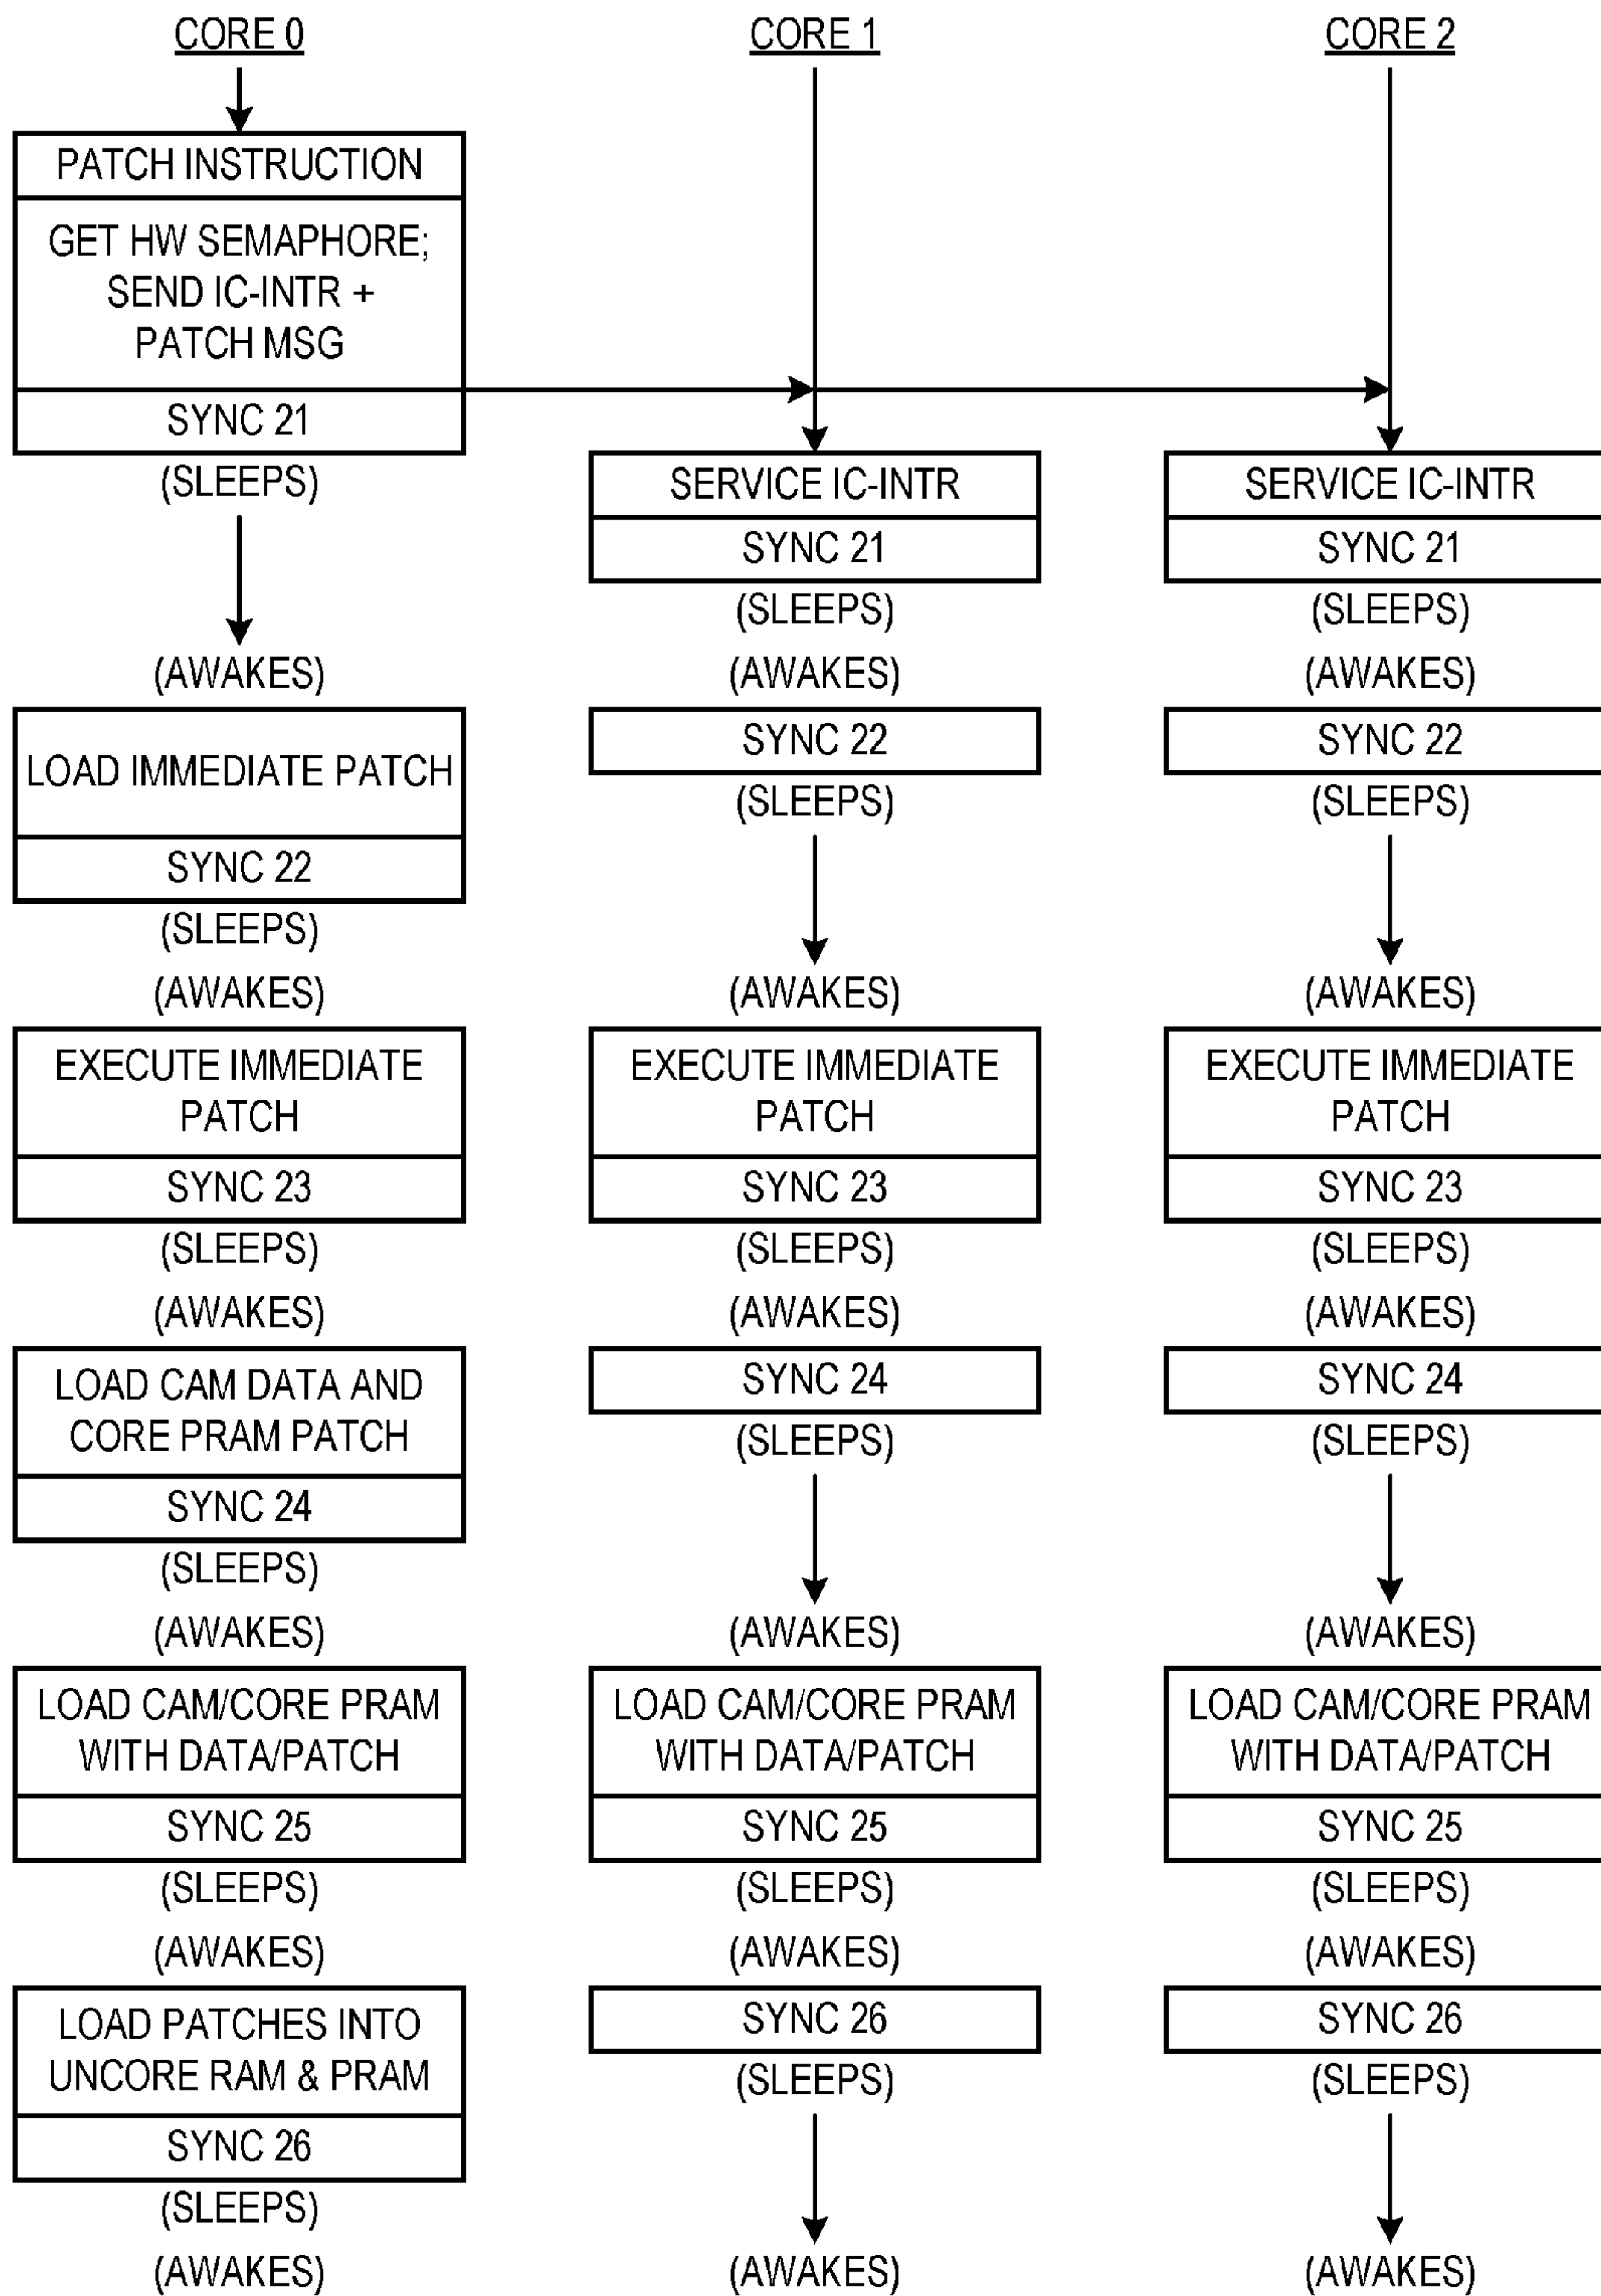 CORE 0
CORE 1
CORE 2
PATCH INSTRUCTION
GET HW SEMAPHORE;
SEND IC-INTR +
PATCH MSG
SYNC 21
(SLEEPS)
SERVICE IC-INTR
SERVICE IC-INTR
SYNC 21
SYNC 21
(SLEEPS)
(SLEEPS)
(AWAKES)
(AWAKES)
(AWAKES)
LOAD IMMEDIATE PATCH
SYNC 22
SYNC 22
(SLEEPS)
(SLEEPS)
SYNC 22
(SLEEPS)
(AWAKES)
(AWAKES)
(AWAKES)
EXECUTE IMMEDIATE
PATCH
EXECUTE IMMEDIATE
PATCH
EXECUTE IMMEDIATE
PATCH
SYNC 23
SYNC 23
SYNC 23
(SLEEPS)
(SLEEPS)
(SLEEPS)
(AWAKES)
(AWAKES)
(AWAKES)
LOAD CAM DATA AND
CORE PRAM PATCH
SYNC 24
SYNC 24
(SLEEPS)
(SLEEPS)
SYNC 24
(SLEEPS)
(AWAKES)
(AWAKES)
(AWAKES)
LOAD CAM/CORE PRAM
WITH DATA/PATCH
LOAD CAM/CORE PRAM
WITH DATA/PATCH
LOAD CAM/CORE PRAM
WITH DATA/PATCH
SYNC 25
SYNC 25
SYNC 25
(SLEEPS)
(SLEEPS)
(SLEEPS)
(AWAKES)
(AWAKES)
(AWAKES)
LOAD PATCHES INTO
UNCORE RAM & PRAM
SYNC 26
SYNC 26
(SLEEPS)
(SLEEPS)
SYNC 26
(SLEEPS)
(AWAKES)
(AWAKES)
(AWAKES)